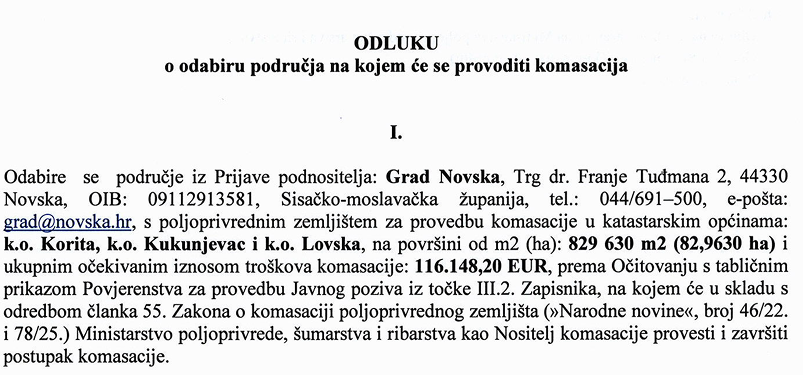 ODLUKU
o odabiru područja na kojem će se provoditi komasacija
I.
Odabire se područje iz Prijave podnositelja: Grad Novska, Trg dr. Franje Tuđmana 2, 44330
Novska, OIB: 09112913581, Sisačko-moslavačka županija, tel.: 044/691–500, e-pošta:
grad@novska.hr, s poljoprivrednim zemljištem za provedbu komasacije u katastarskim općinama:
k.o. Korita, k.o. Kukunjevac i k.o. Lovska, na površini od m2 (ha): 829 630 m2 (82,9630 ha) i
ukupnim očekivanim iznosom troškova komasacije: 116.148,20 EUR, prema Očitovanju s tabličnim
prikazom Povjerenstva za provedbu Javnog poziva iz točke III.2. Zapisnika, na kojem će u skladu s
odredbom članka 55. Zakona o komasaciji poljoprivrednog zemljišta (»Narodne novine«, broj 46/22.
i 78/25.) Ministarstvo poljoprivrede, šumarstva i ribarstva kao Nositelj komasacije provesti i završiti
postupak komasacije.